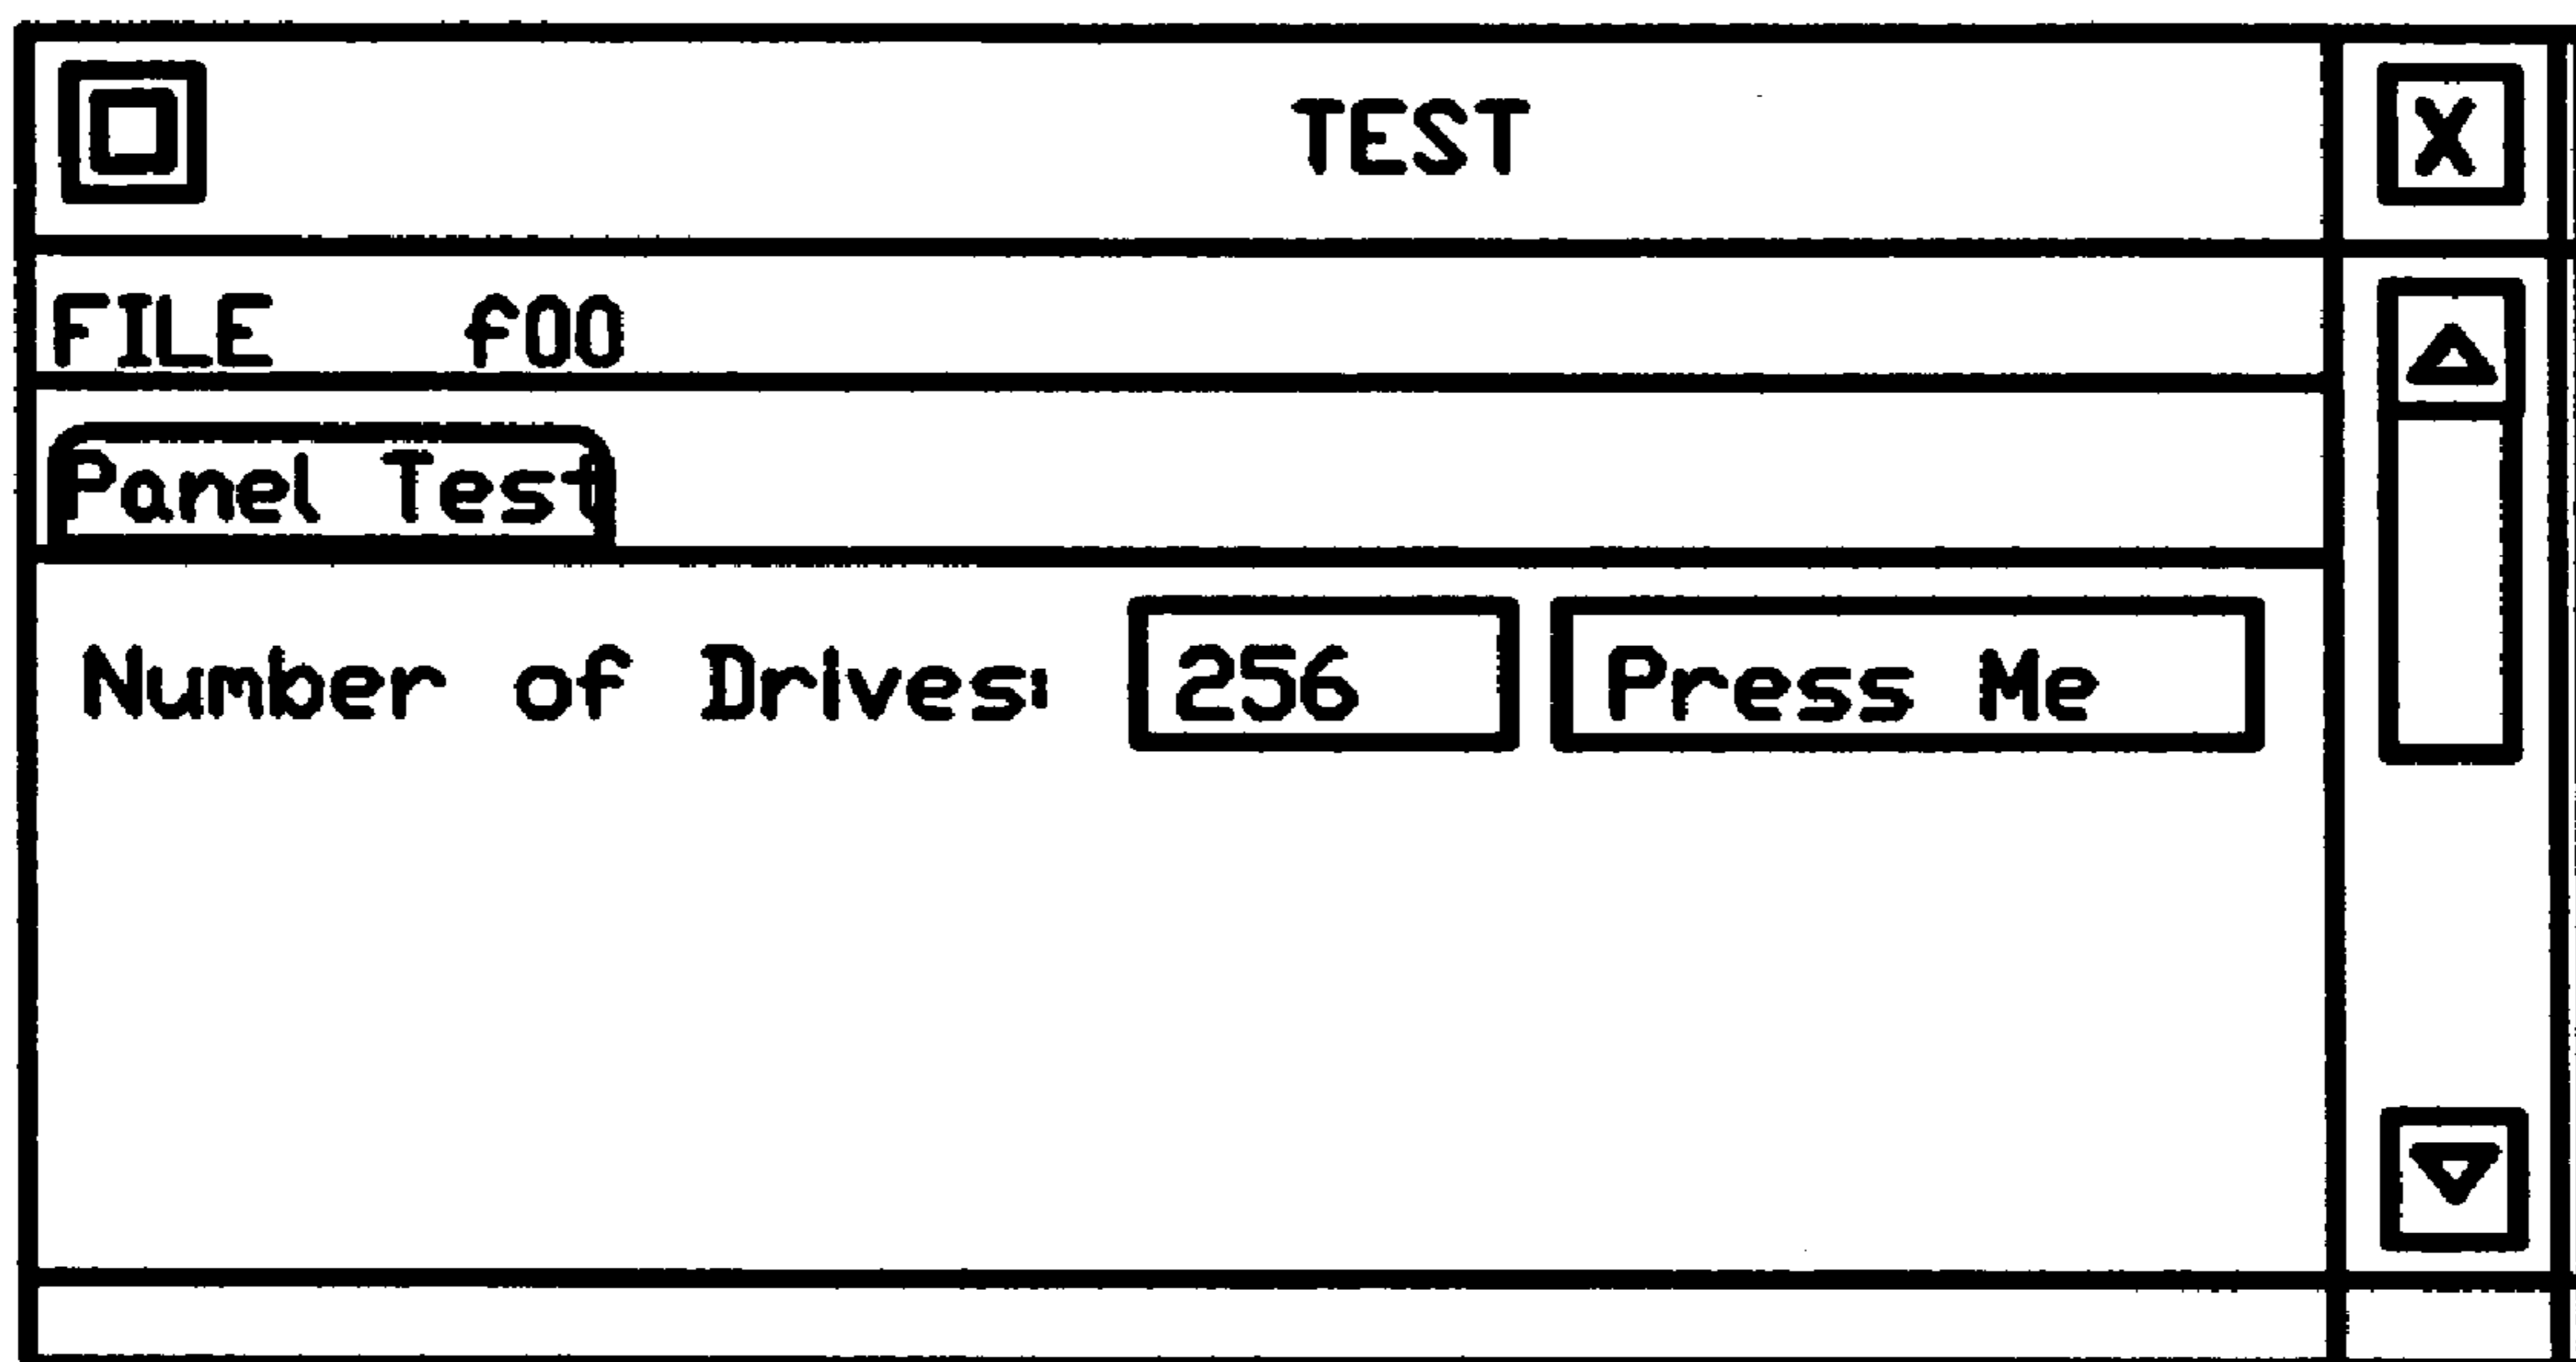 TEST X
FILE f00
Panel Test
Number of Drives: 256 Press Me